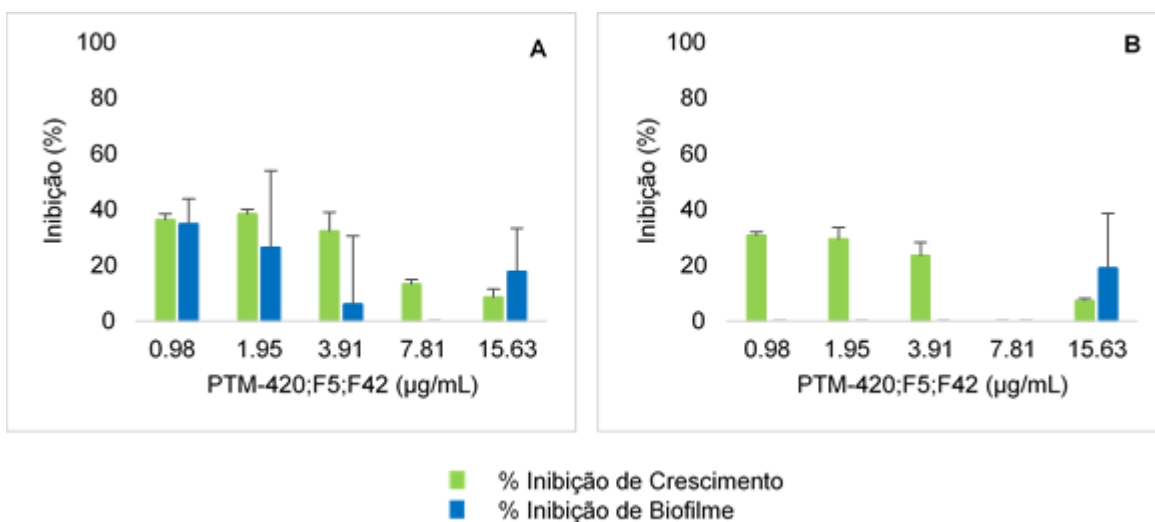 A
100
80
60
40
20
0
Inibição (%)
0.98 1.95 3.91 7.81 15.63
PTM-420;F5;F42 (µg/mL)
B
100
80
60
40
20
0
Inibição (%)
0.98 1.95 3.91 7.81 15.63
PTM-420;F5;F42 (µg/mL)
% Inibição de Crescimento
% Inibição de Biofilme